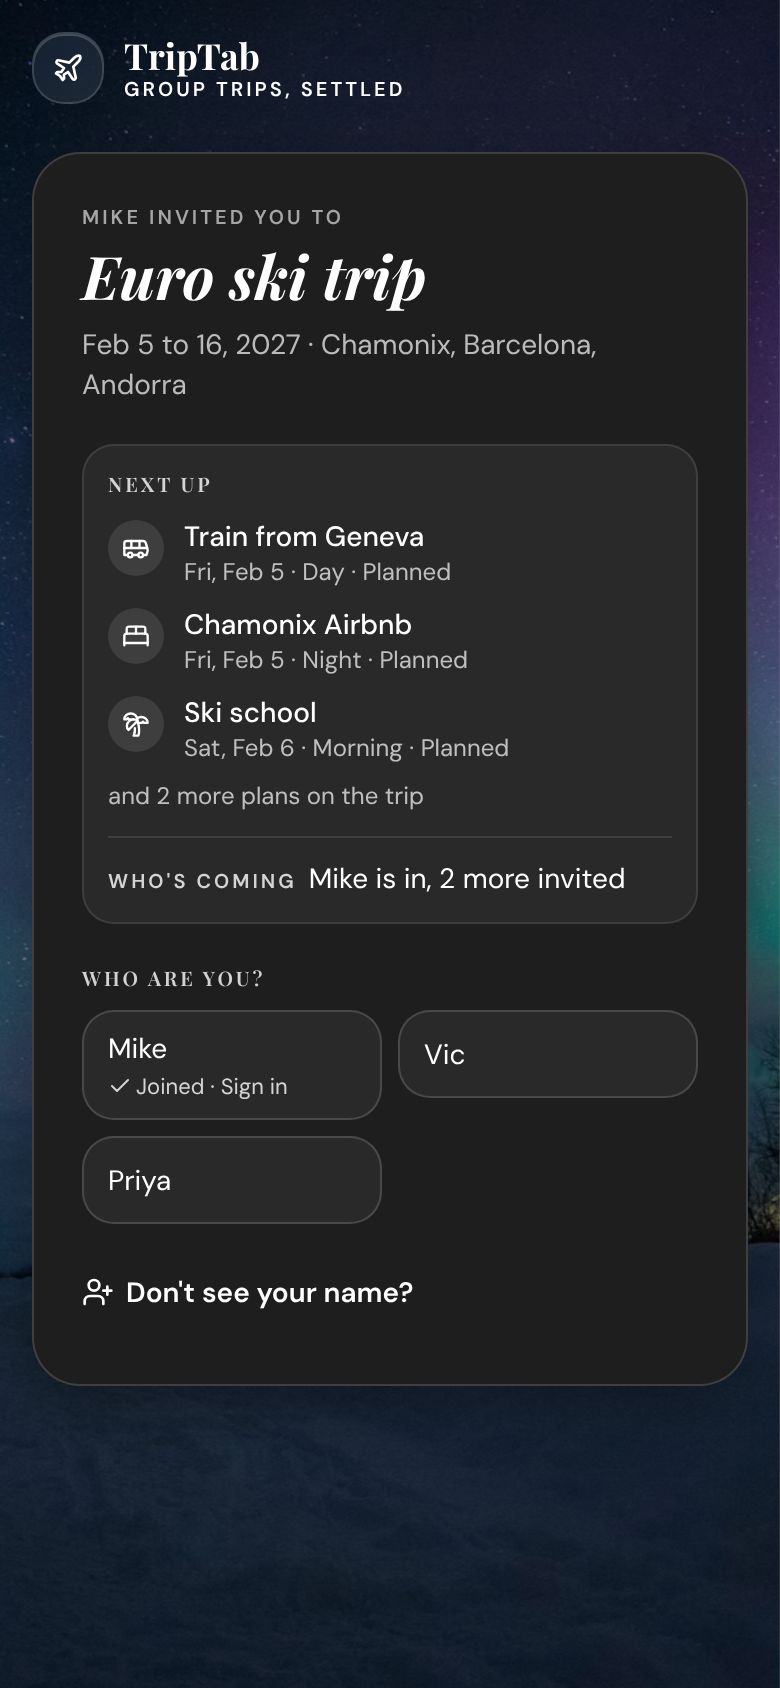 TripTab
GROUP TRIPS, SETTLED
MIKE INVITED YOU TO
Euro ski trip
Feb 5 to 16, 2027 · Chamonix, Barcelona,
Andorra
NEXT UP
Train from Geneva
Fri, Feb 5 · Day · Planned
Chamonix Airbnb
Fri, Feb 5 · Night · Planned
Ski school
Sat, Feb 6 · Morning · Planned
and 2 more plans on the trip
WHO'S COMING Mike is in, 2 more invited
WHO ARE YOU?
Mike
Joined · Sign in
Vic
Priya
Don't see your name?